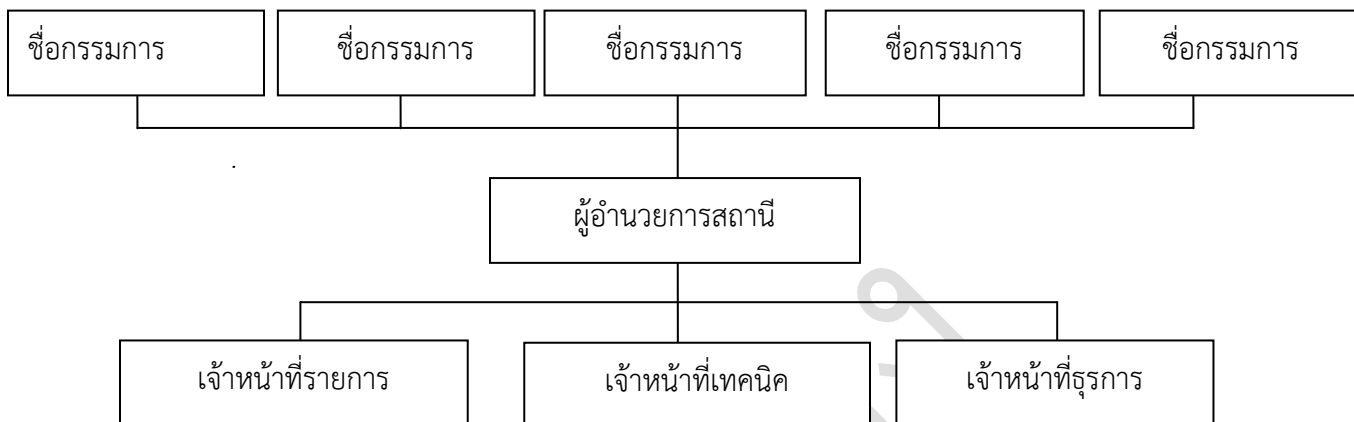 ชื่อกรรมการ ชื่อกรรมการ ชื่อกรรมการ ชื่อกรรมการ ชื่อกรรมการ
ผู้อำนวยการสถานี
เจ้าหน้าที่รายการ เจ้าหน้าที่เทคนิค เจ้าหน้าที่ธุรการ